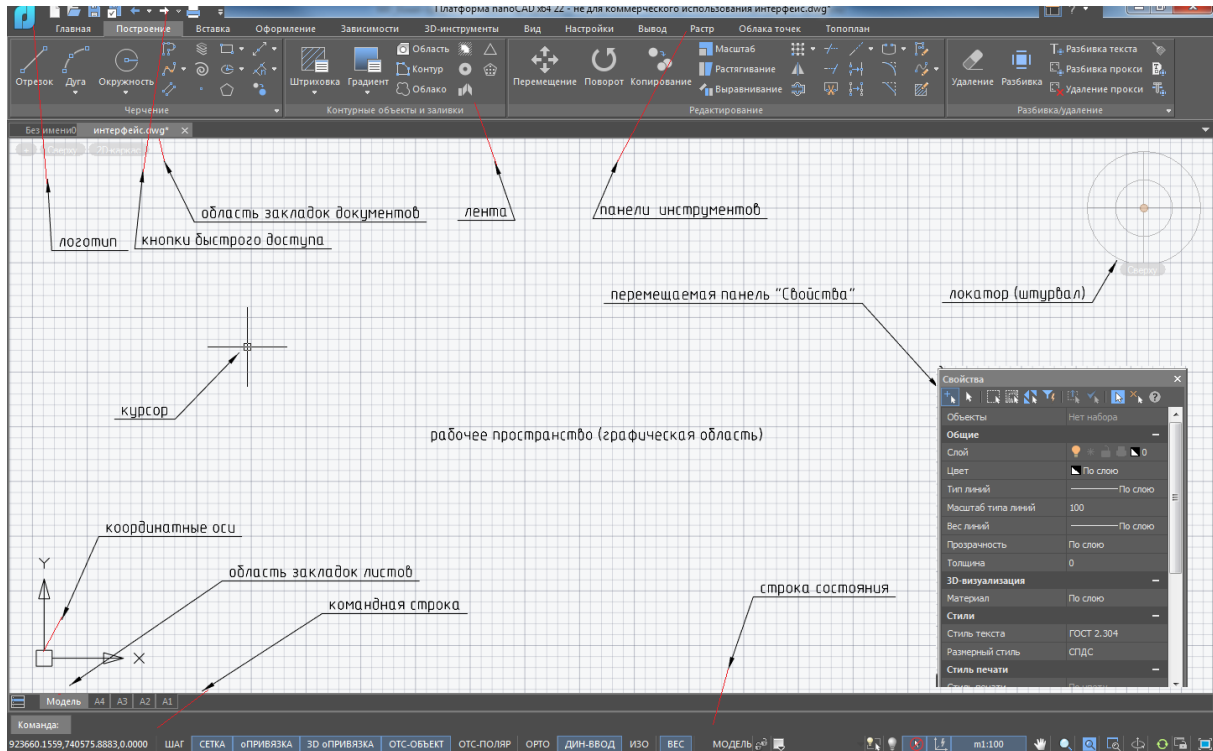 Платформа nanoCAD x64 22 - не для коммерческого использования интерфейс.dwg*
Главная Построение Вставка Оформление Зависимости 3D-инструменты Вид Настройки Вывод Растр Облака точек Топоплан
Область Масштаб Разбивка текста
Отрезок Дуга Окружность Штриховка Градиент Контур Перемещение Поворот Копирование Растягивание Удаление Разбивка Разбивка прокси
Облако Выравнивание Удаление прокси
Черчение Контурные объекты и заливки Редактирование Разбивка/удаление
Без имени0 интерфейс.dwg*
Сверху
область закладок документов лента панели инструментов
логотип кнопки быстрого доступа
Сверху
перемещаемая панель "Свойства" локатор (штурвал)
Свойства
курсор
Объекты Нет набора
рабочее пространство (графическая область)
Общие
Слой 0
Цвет По слою
Тип линий По слою
Масштаб типа линий 100
координатные оси
Вес линий По слою
Прозрачность По слою
Толщина 0
Y
область закладок листов
3D-визуализация
строка состояния
Материал По слою
командная строка
Стили
Стиль текста ГОСТ 2.304
Размерный стиль СПДС
X
Стиль печати
Модель A4 A3 A2 A1
Команда:
923660.1559,740575.8883,0.0000 ШАГ СЕТКА оПРИВЯЗКА 3D оПРИВЯЗКА ОТС-ОБЪЕКТ ОТС-ПОЛЯР ОРТО ДИН-ВВОД ИЗО ВЕС МОДЕЛЬ m1:100